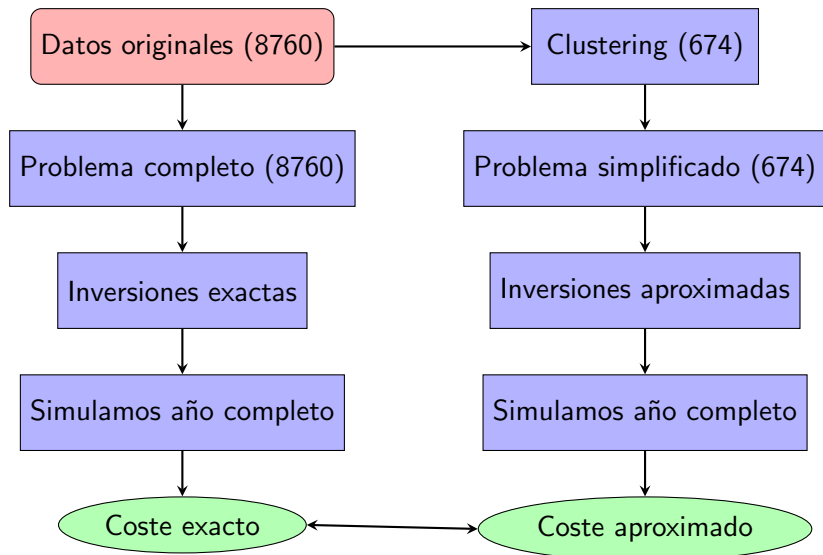 Datos originales (8760)
Clustering (674)
Problema completo (8760)
Problema simplificado (674)
Inversiones exactas
Inversiones aproximadas
Simulamos año completo
Simulamos año completo
Coste exacto
Coste aproximado